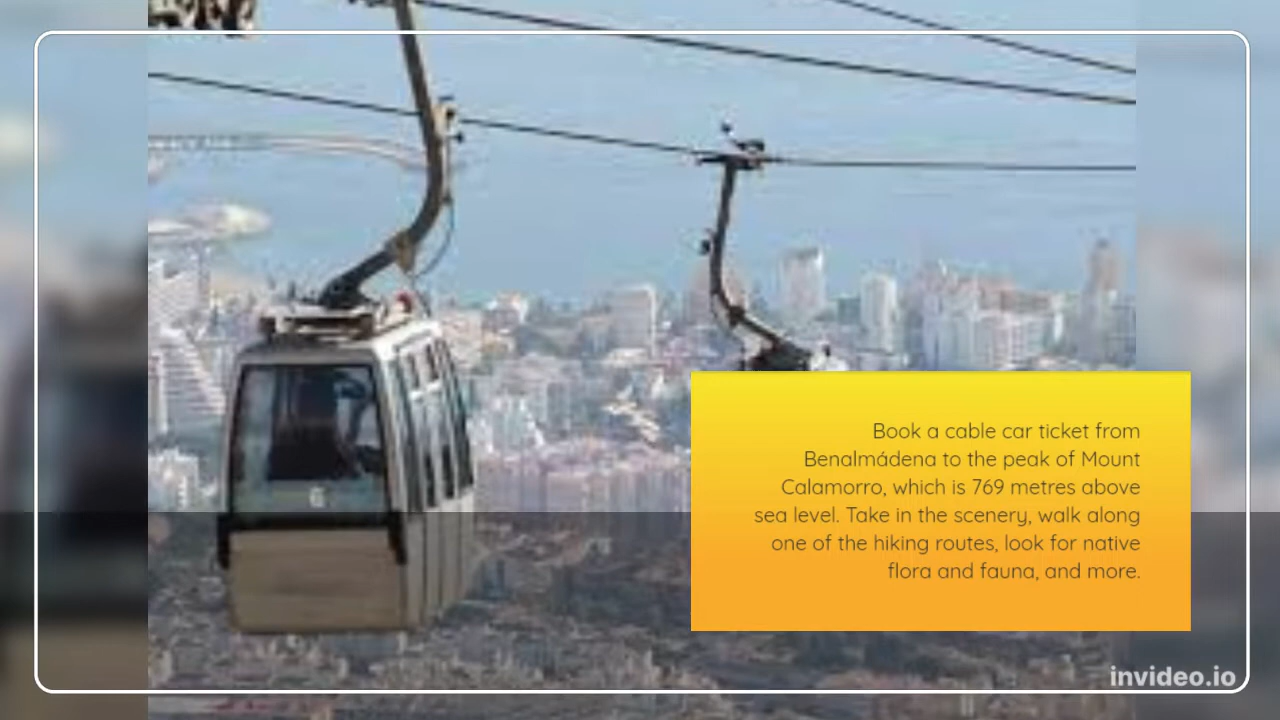 6
Book a cable car ticket from
Benalmádena to the peak of Mount
Calamorro, which is 769 metres above
sea level. Take in the scenery, walk along
one of the hiking routes, look for native
flora and fauna, and more.
invideo.io